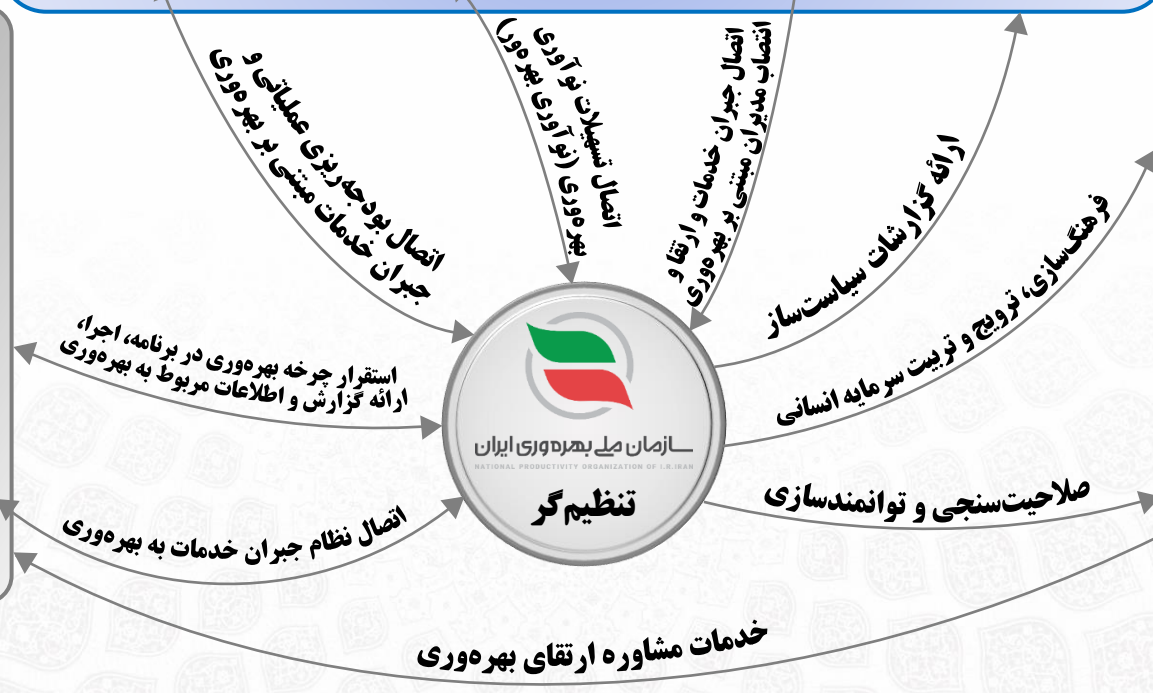 اتصال بودجه‌ریزی عملیاتی و
جبران خدمات مبتنی بر بهره‌وری
اتصال تسهیلات نوآوری
بهره‌وری (نوآوری بهره‌ور)
اتصال جبران خدمات و ارتقا و
انتصاب مدیران مبتنی بر بهره‌وری
ارائه گزارشات سیاست‌ساز
فرهنگ‌سازی، ترویج و تربیت سرمایه انسانی
استقرار چرخه بهره‌وری در برنامه، اجرا،
ارائه گزارش و اطلاعات مربوط به بهره‌وری
سازمان ملی بهره‌وری ایران
NATIONAL PRODUCTIVITY ORGANIZATION OF I.R.IRAN
تنظیم‌گر
صلاحیت‌سنجی و توانمندسازی
اتصال نظام جبران خدمات به بهره‌وری
خدمات مشاوره ارتقای بهره‌وری